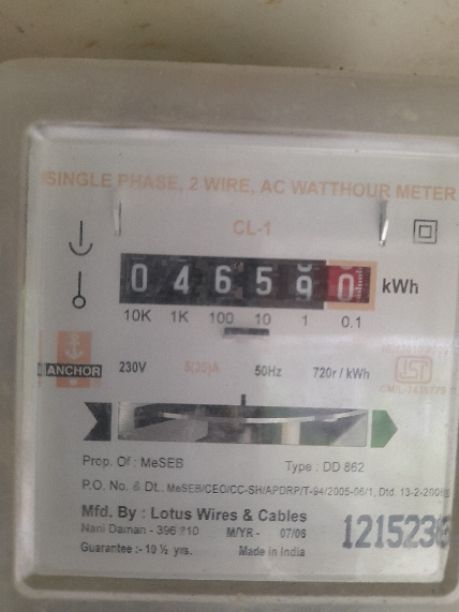 SINGLE PHASE, 2 WIRE, AC WATTHOUR METER
CL-1
0 4 6 5 9 0 kWh
10K 1K 100 10 1 0.1
ANCHOR 230V 5(30)A 50Hz 720r / kWh
Prop. Of : MeSEB Type : DD 862
P.O. No. & Dt.. MeSEB/CEO/CC-SH/APDRP/T-94/2005-06/1, Dtd. 13-2-2006
Mfd. By : Lotus Wires & Cables
Nani Daman - 396 210 M/YR - 07/06
Guarantee :- 10 ½ yrs. Made in India
1215236